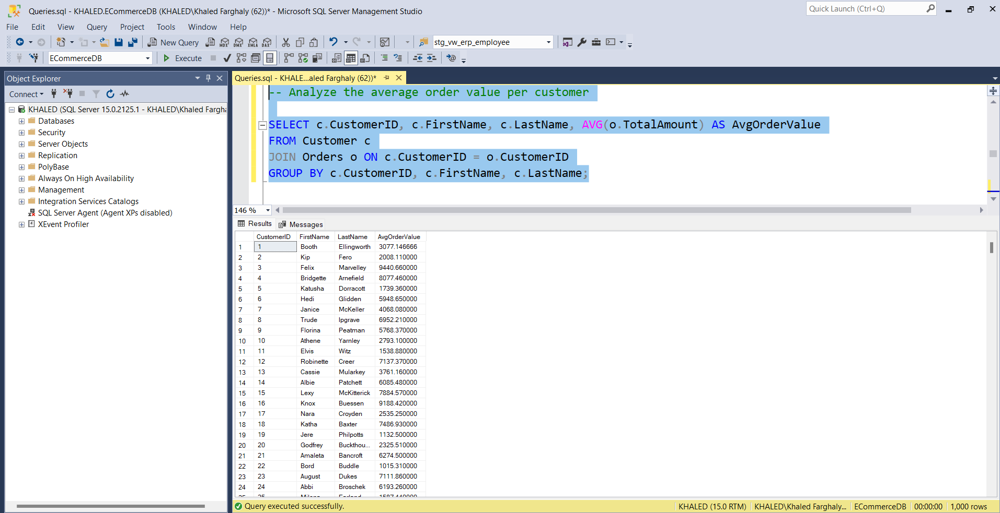 Queries.sql - KHALED.ECommerceDB (KHALED\Khaled Farghaly (62))* - Microsoft SQL Server Management Studio
Quick Launch (Ctrl+Q)
File Edit View Query Project Tools Window Help
New Query MDX DMX XMLA DAX stg_vw_erp_employee
ECommerceDB Execute
Object Explorer
Connect
KHALED (SQL Server 15.0.2125.1 - KHALED\Khaled Fargha
Databases
Security
Server Objects
Replication
PolyBase
Always On High Availability
Management
Integration Services Catalogs
SQL Server Agent (Agent XPs disabled)
XEvent Profiler
Queries.sql - KHALE...aled Farghaly (62))*
-- Analyze the average order value per customer
SELECT c.CustomerID, c.FirstName, c.LastName, AVG(o.TotalAmount) AS AvgOrderValue
FROM Customer c
JOIN Orders o ON c.CustomerID = o.CustomerID
GROUP BY c.CustomerID, c.FirstName, c.LastName;
146 %
Results Messages
CustomerID FirstName LastName AvgOrderValue
1 1 Booth Ellingworth 3077.146666
2 2 Kip Fero 2008.110000
3 3 Felix Marvelley 9440.660000
4 4 Bridgette Arnefield 8077.460000
5 5 Katusha Dorracott 1739.360000
6 6 Hedi Glidden 5948.650000
7 7 Janice McKeller 4068.080000
8 8 Trude Ipgrave 6952.210000
9 9 Florina Peatman 5768.370000
10 10 Athene Yarnley 2793.100000
11 11 Elvis Witz 1538.880000
12 12 Robinette Creer 7137.370000
13 13 Cassie Mularkey 3761.160000
14 14 Albie Patchett 6085.480000
15 15 Lexy McKitterick 7884.570000
16 16 Knox Buessen 9188.420000
17 17 Nara Croyden 2535.250000
18 18 Katha Baxter 7486.930000
19 19 Jere Philpotts 1132.500000
20 20 Godfrey Buckthou... 2325.510000
21 21 Amaleta Bancroft 6274.500000
22 22 Bord Buddle 1015.310000
23 23 August Dukes 7111.860000
24 24 Abbi Broschek 6193.260000
Query executed successfully.
KHALED (15.0 RTM) KHALED\Khaled Farghaly... ECommerceDB 00:00:00 1,000 rows